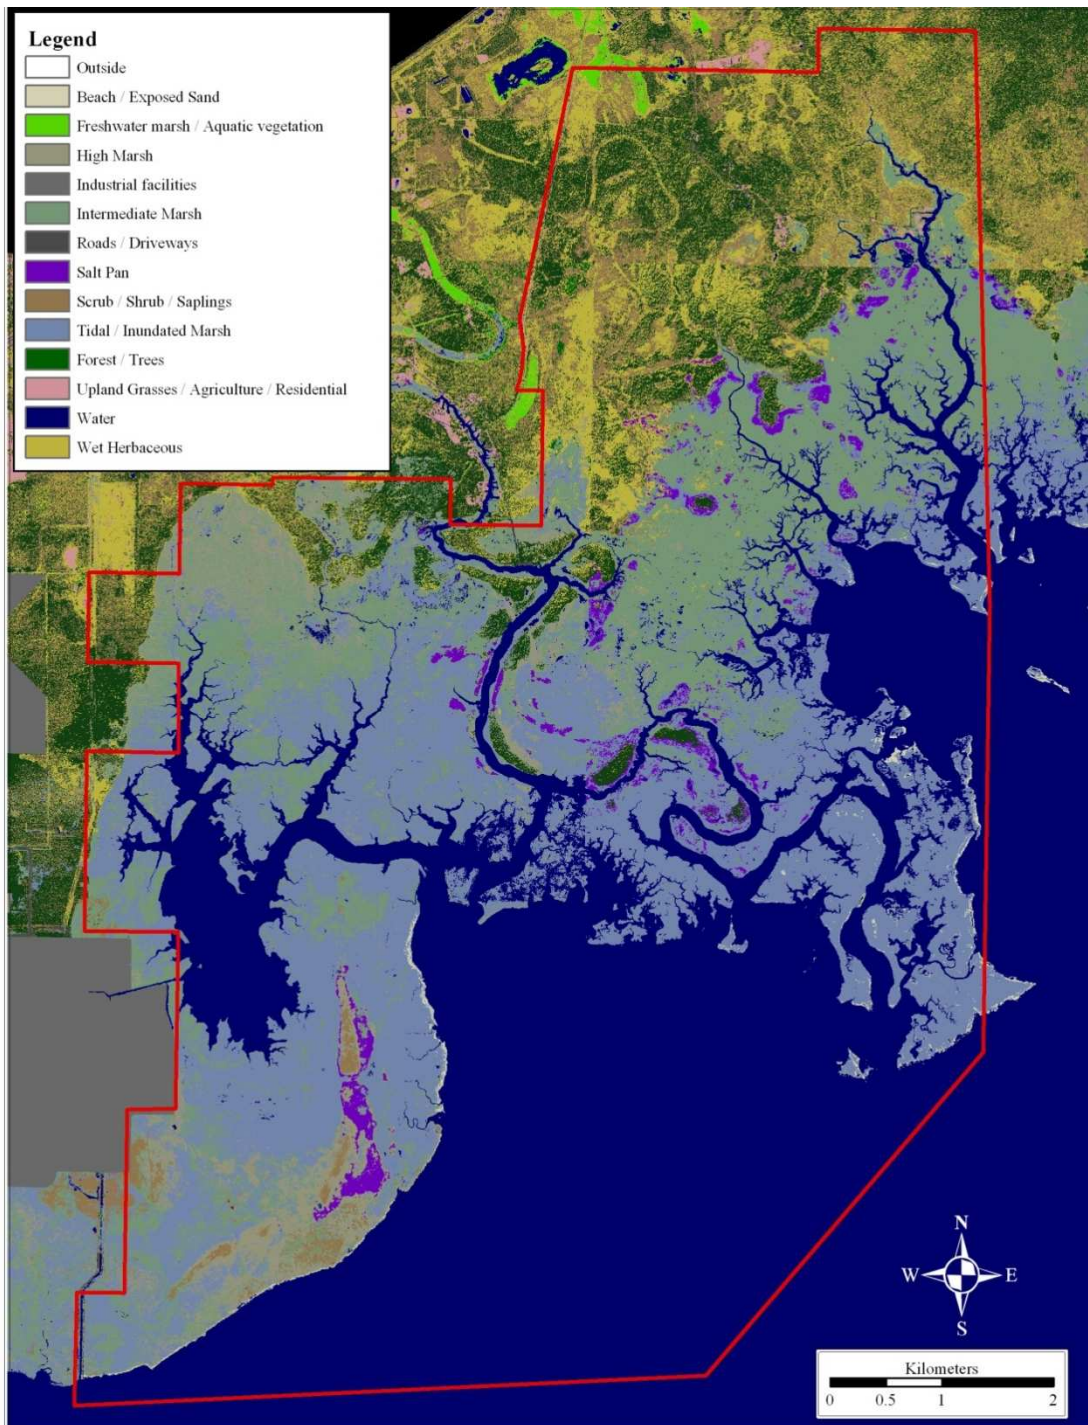 Legend
Outside
Beach / Exposed Sand
Freshwater marsh / Aquatic vegetation
High Marsh
Industrial facilities
Intermediate Marsh
Roads / Driveways
Salt Pan
Scrub / Shrub / Saplings
Tidal / Inundated Marsh
Forest / Trees
Upland Grasses / Agriculture / Residential
Water
Wet Herbaceous
N
W E
S
Kilometers
0 0.5 1 2